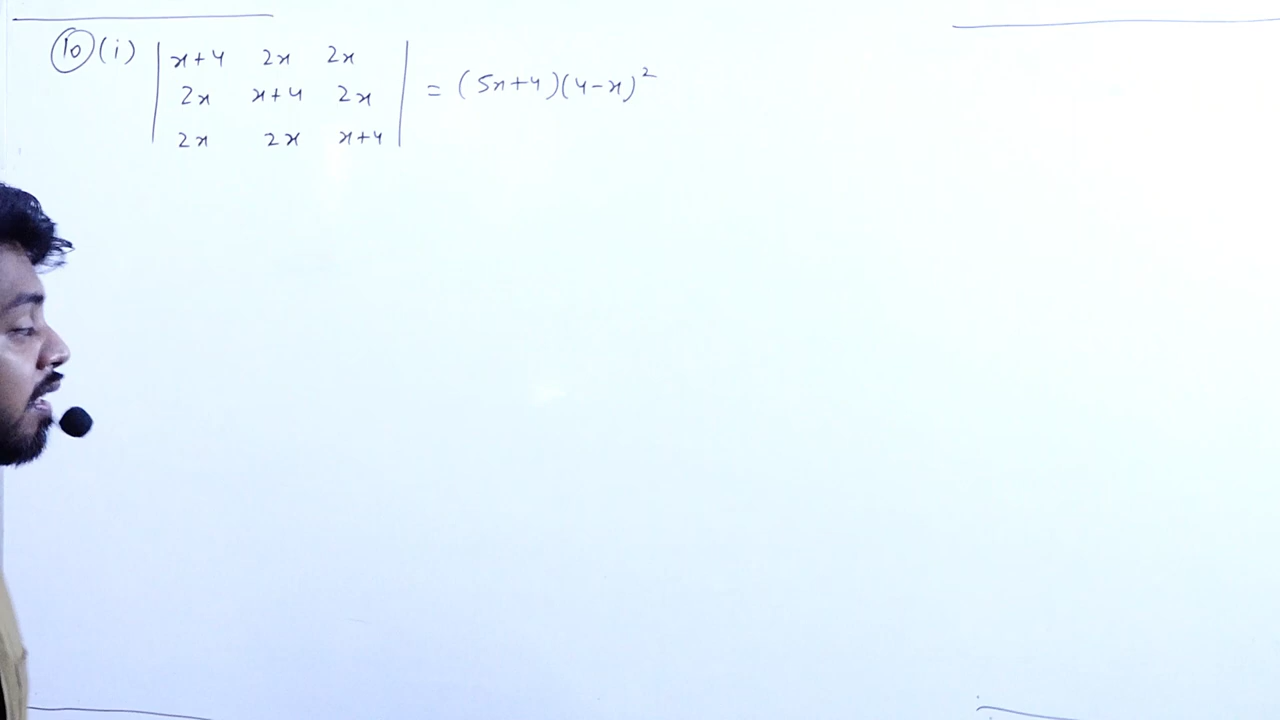 10 (i) | x+4 2x 2x |
| 2x x+4 2x | = (5x+4)(4-x)²
| 2x 2x x+4 |